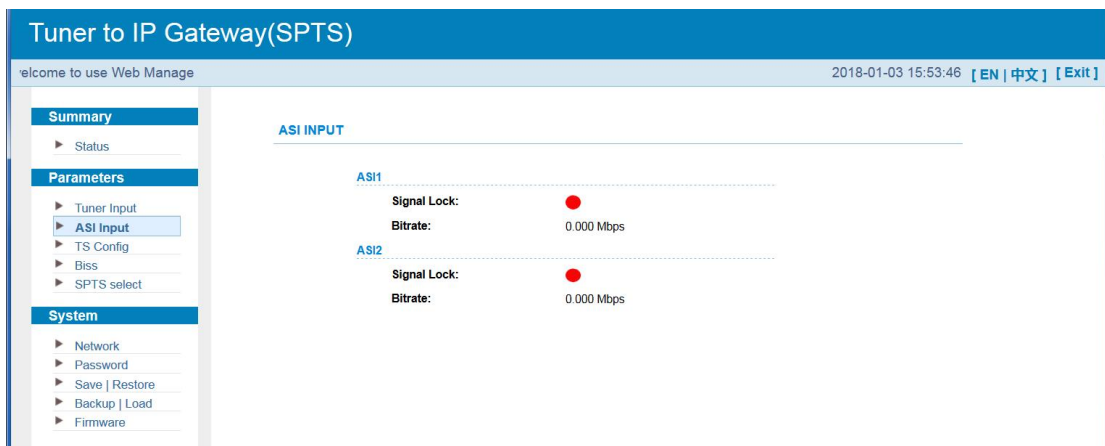 Tuner to IP Gateway(SPTS)
elcome to use Web Manage
2018-01-03 15:53:46 [ EN | 中文 ] [ Exit ]
Summary
Status
Parameters
Tuner Input
ASI Input
TS Config
Biss
SPTS select
System
Network
Password
Save | Restore
Backup | Load
Firmware
ASI INPUT
ASI1
Signal Lock:
Bitrate: 0.000 Mbps
ASI2
Signal Lock:
Bitrate: 0.000 Mbps